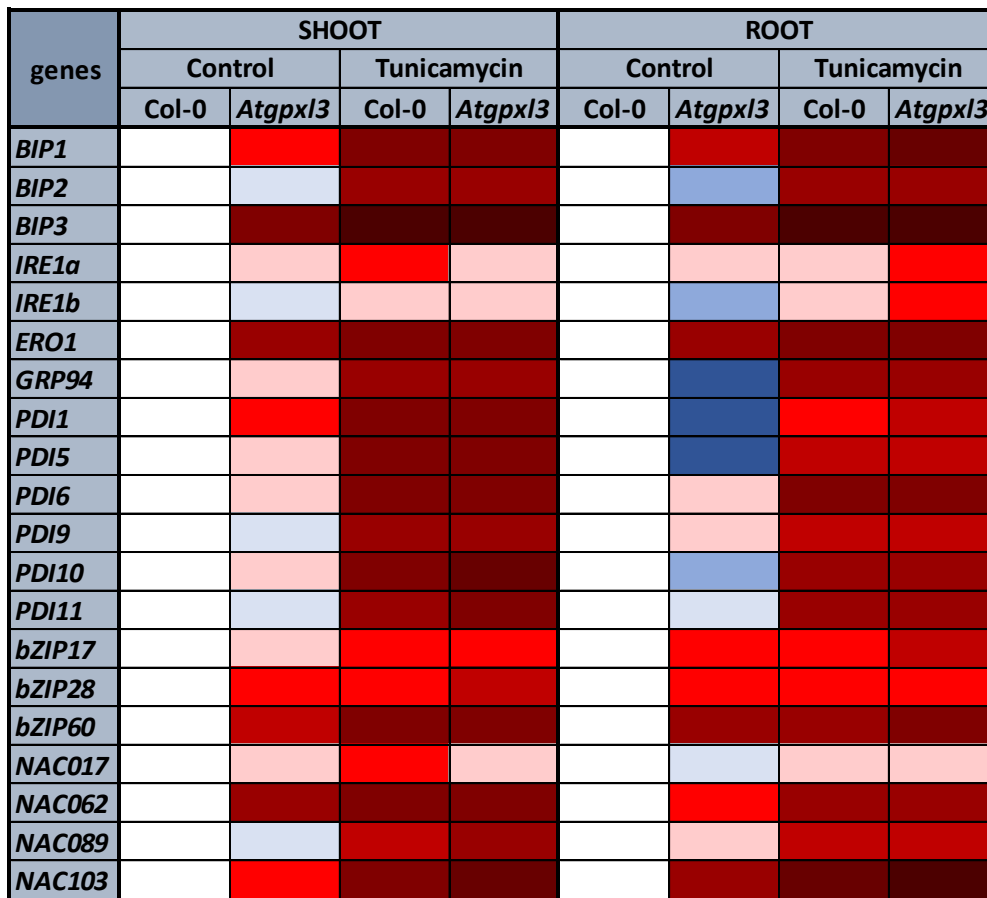 SHOOT ROOT
genes Control Tunicamycin Control Tunicamycin
Col-0 Atgpxl3 Col-0 Atgpxl3 Col-0 Atgpxl3 Col-0 Atgpxl3
BIP1
BIP2
BIP3
IRE1a
IRE1b
ERO1
GRP94
PDI1
PDI5
PDI6
PDI9
PDI10
PDI11
bZIP17
bZIP28
bZIP60
NAC017
NAC062
NAC089
NAC103